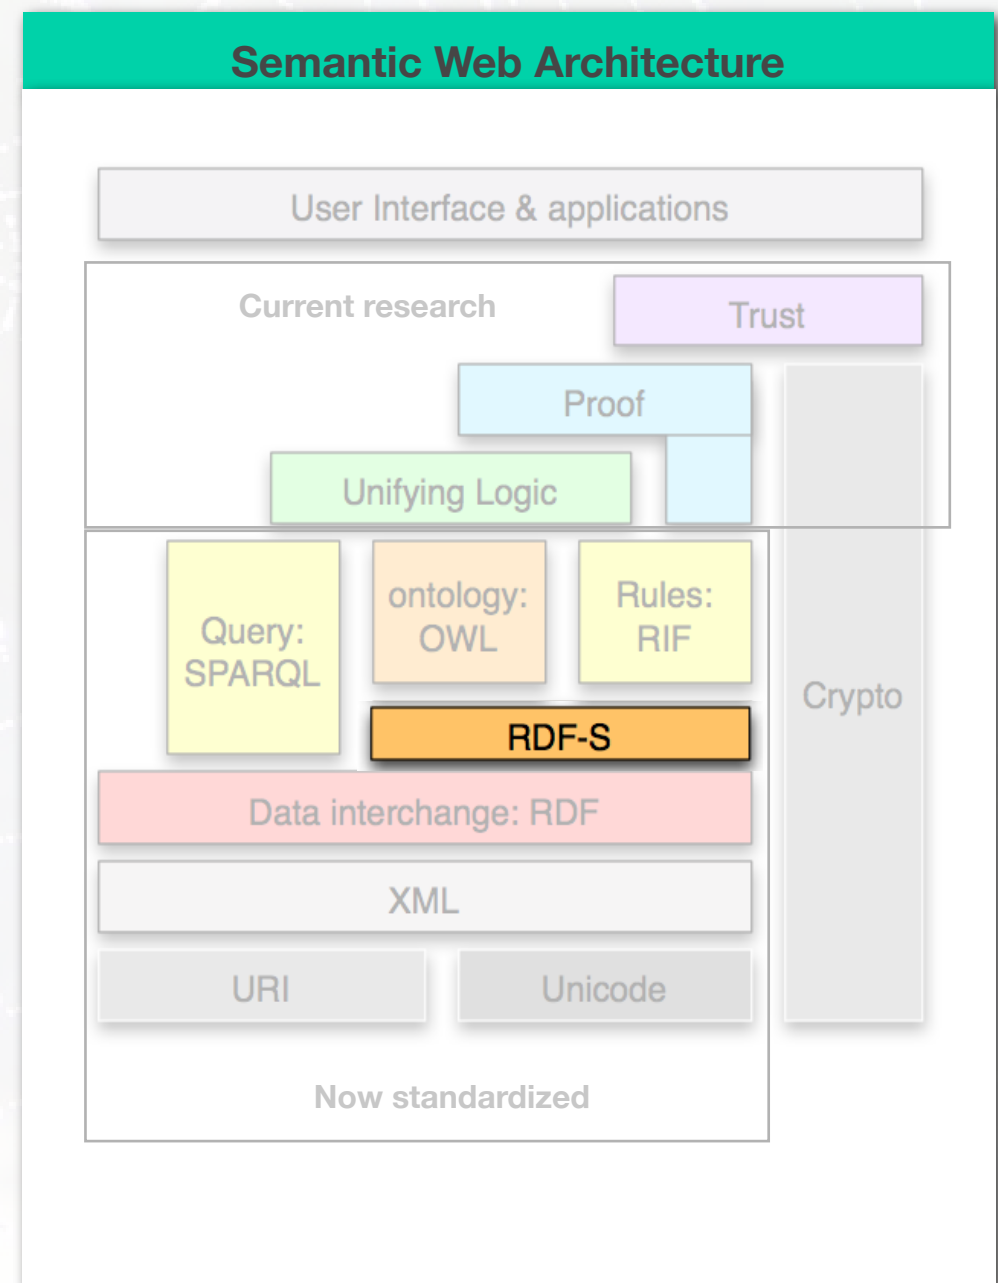 Semantic Web Architecture
User Interface & applications
Current research
Trust
Proof
Unifying Logic
Query:
SPARQL
ontology:
OWL
Rules:
RIF
Crypto
RDF-S
Data interchange: RDF
XML
URI
Unicode
Now standardized